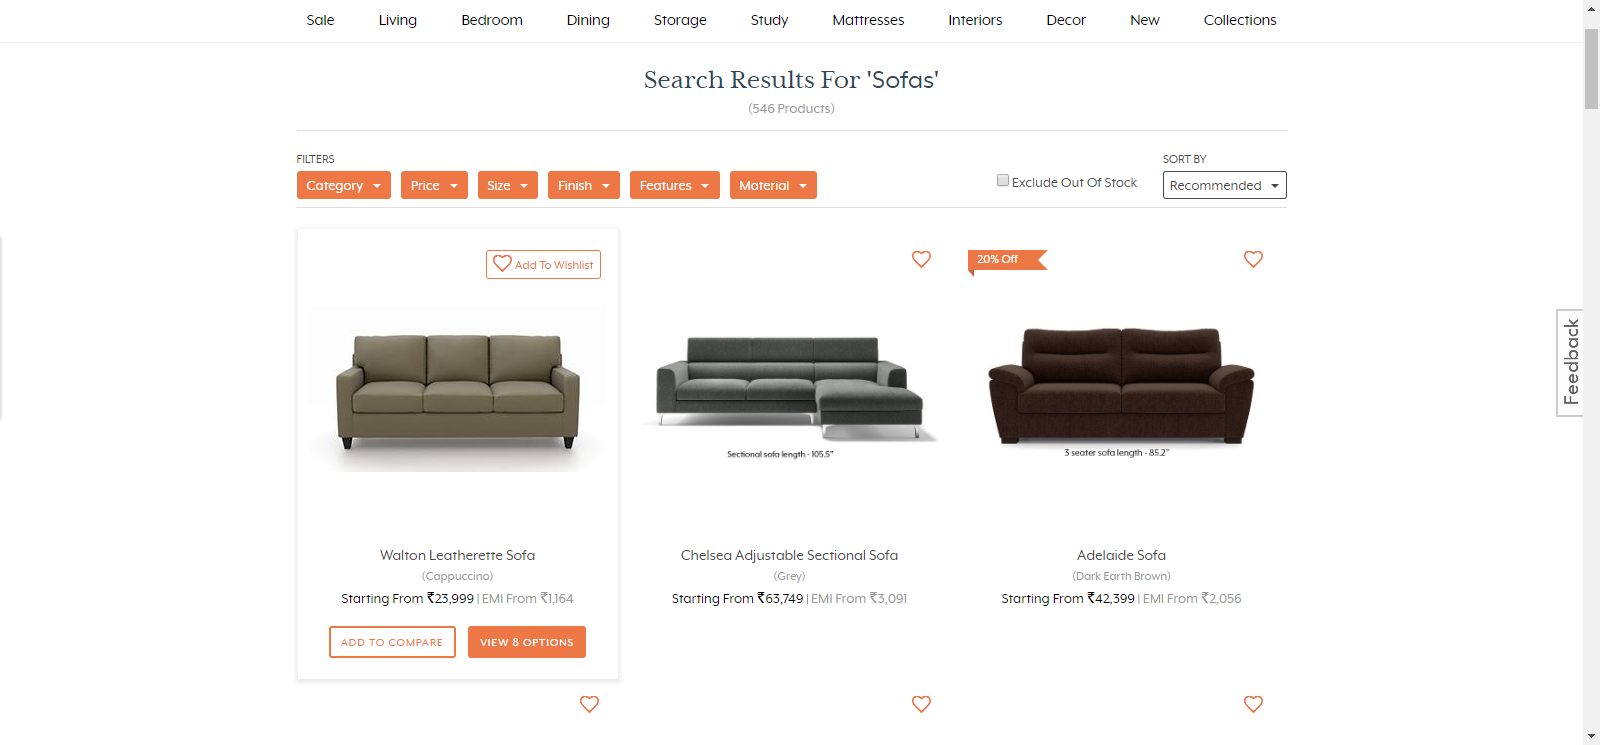 Sale Living Bedroom Dining Storage Study Mattresses Interiors Decor New Collections
Search Results For 'Sofas'
(546 Products)
FILTERS
SORT BY
Category Price Size Finish Features Material
Exclude Out Of Stock
Recommended
Add To Wishlist
20% Off
Feedback
Sectional sofa length - 105.5"
3 seater sofa length - 85.2"
Walton Leatherette Sofa
(Cappuccino)
Starting From ₹23,999 | EMI From ₹1,164
ADD TO COMPARE
VIEW 8 OPTIONS
Chelsea Adjustable Sectional Sofa
(Grey)
Starting From ₹63,749 | EMI From ₹3,091
Adelaide Sofa
(Dark Earth Brown)
Starting From ₹42,399 | EMI From ₹2,056